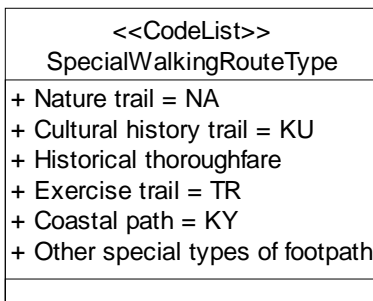 <<CodeList>>
SpecialWalkingRouteType
+ Nature trail = NA
+ Cultural history trail = KU
+ Historical thoroughfare
+ Exercise trail = TR
+ Coastal path = KY
+ Other special types of footpath